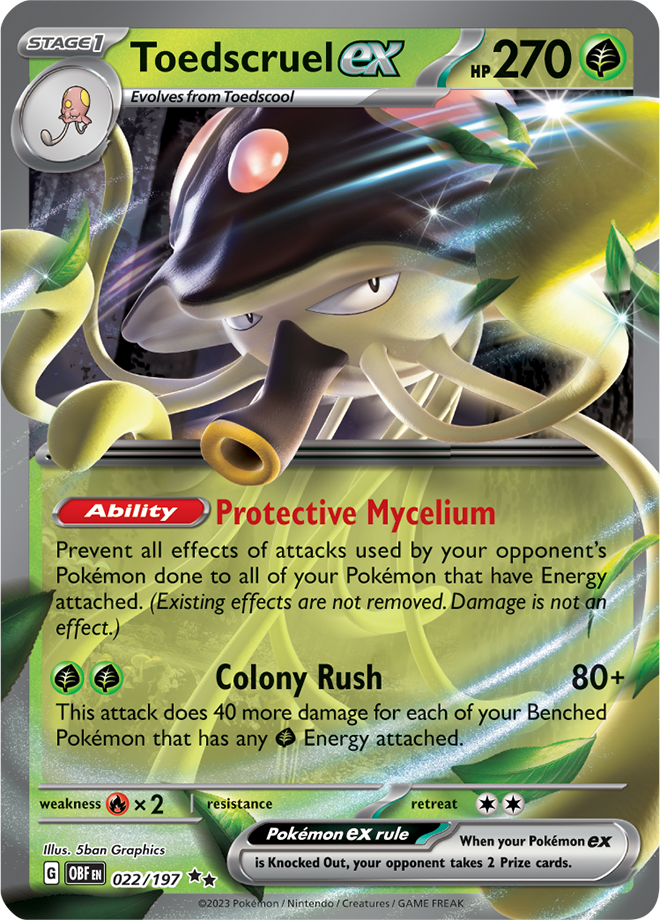 STAGE 1
Toedscruel ex
HP 270
Evolves from Toedscool
Ability Protective Mycelium
Prevent all effects of attacks used by your opponent's
Pokémon done to all of your Pokémon that have Energy
attached. (Existing effects are not removed. Damage is not an
effect.)
Colony Rush 80+
This attack does 40 more damage for each of your Benched
Pokémon that has any Energy attached.
weakness ×2 resistance retreat
Pokémon ex rule When your Pokémon ex
is Knocked Out, your opponent takes 2 Prize cards.
Illus. 5ban Graphics
G OBF EN 022/197 ★★
©2023 Pokémon / Nintendo / Creatures / GAME FREAK